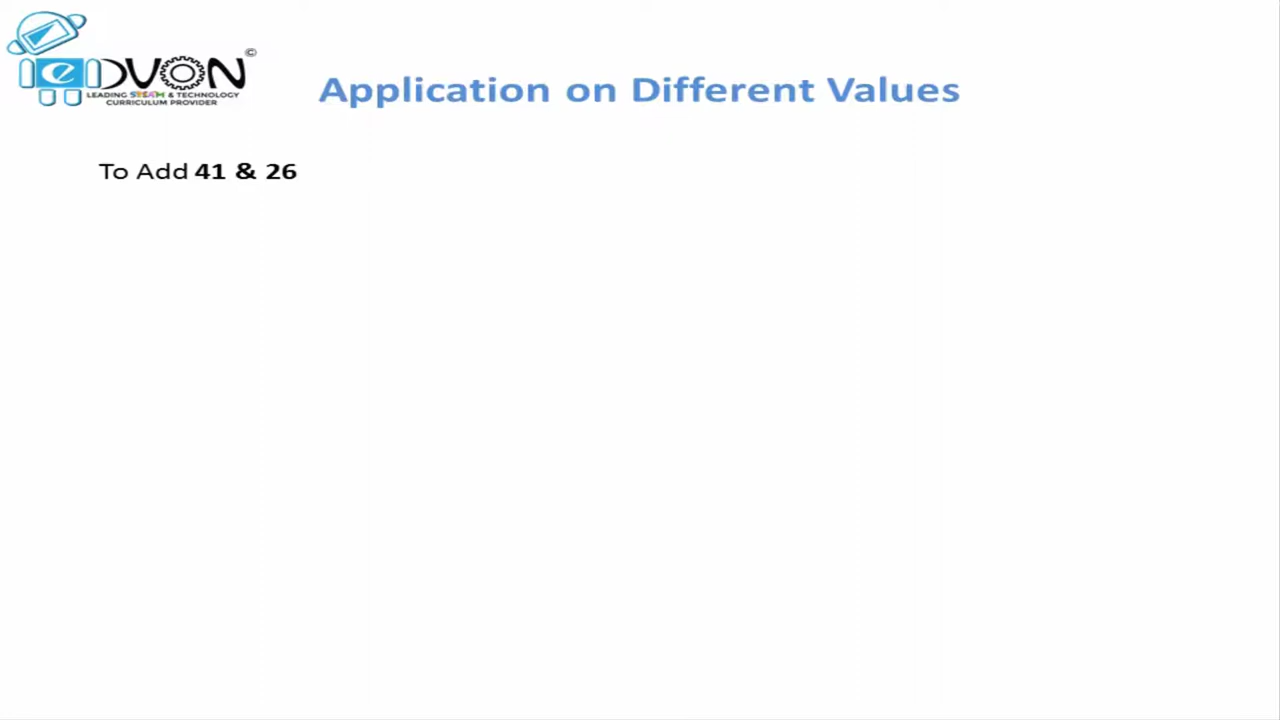 eDVON ©
LEADING STEAM & TECHNOLOGY
CURRICULUM PROVIDER
Application on Different Values
To Add 41 & 26